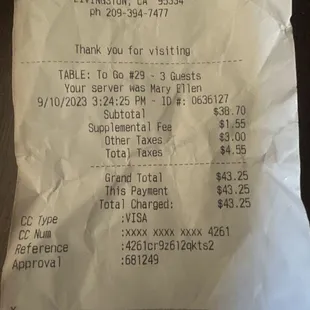 LIVINGSTON, CA 95334
ph 209-394-7477
Thank you for visiting
TABLE: To Go #29 - 3 Guests
Your server was Mary Ellen
9/10/2023 3:24:25 PM - ID #: 0636127
Subtotal $38.70
Supplemental Fee $1.55
Other Taxes $3.00
Total Taxes $4.55
Grand Total $43.25
This Payment $43.25
Total Charged: $43.25
CC Type :VISA
CC Num :xxxx xxxx xxxx 4261
Reference :4261cr9z612qkts2
Approval :681249